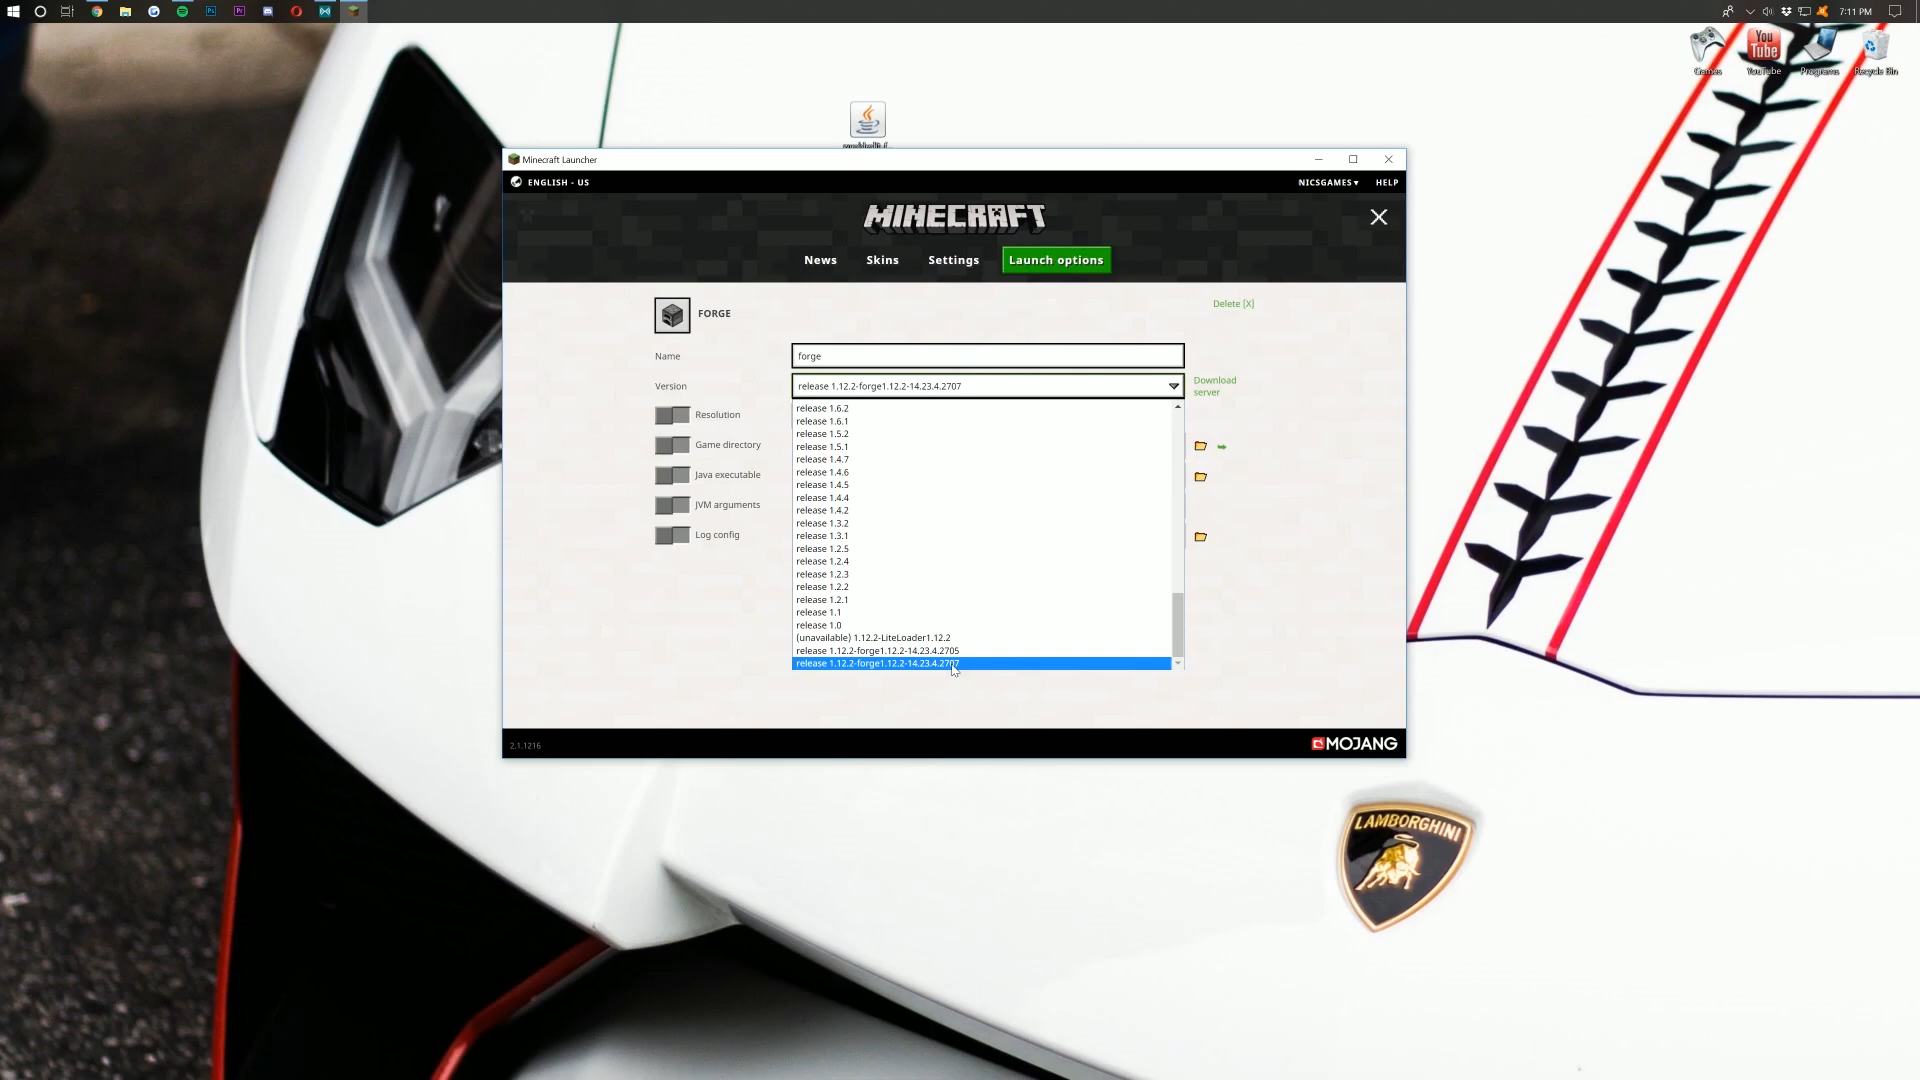 7:11 PM
Games
YouTube
Programs
Recycle Bin
You
Tube
Minecraft Launcher
ENGLISH - US
NICSGAMES▾
HELP
MINECRAFT
News
Skins
Settings
Launch options
FORGE
Delete [X]
Name
forge
Version
release 1.12.2-forge1.12.2-14.23.4.2707
Download
server
Resolution
Game directory
Java executable
JVM arguments
Log config
release 1.6.2
release 1.6.1
release 1.5.2
release 1.5.1
release 1.4.7
release 1.4.6
release 1.4.5
release 1.4.4
release 1.4.2
release 1.3.2
release 1.3.1
release 1.2.5
release 1.2.4
release 1.2.3
release 1.2.2
release 1.2.1
release 1.1
release 1.0
(unavailable) 1.12.2-LiteLoader1.12.2
release 1.12.2-forge1.12.2-14.23.4.2705
release 1.12.2-forge1.12.2-14.23.4.2707
2.1.1216
MOJANG
LAMBORGHINI